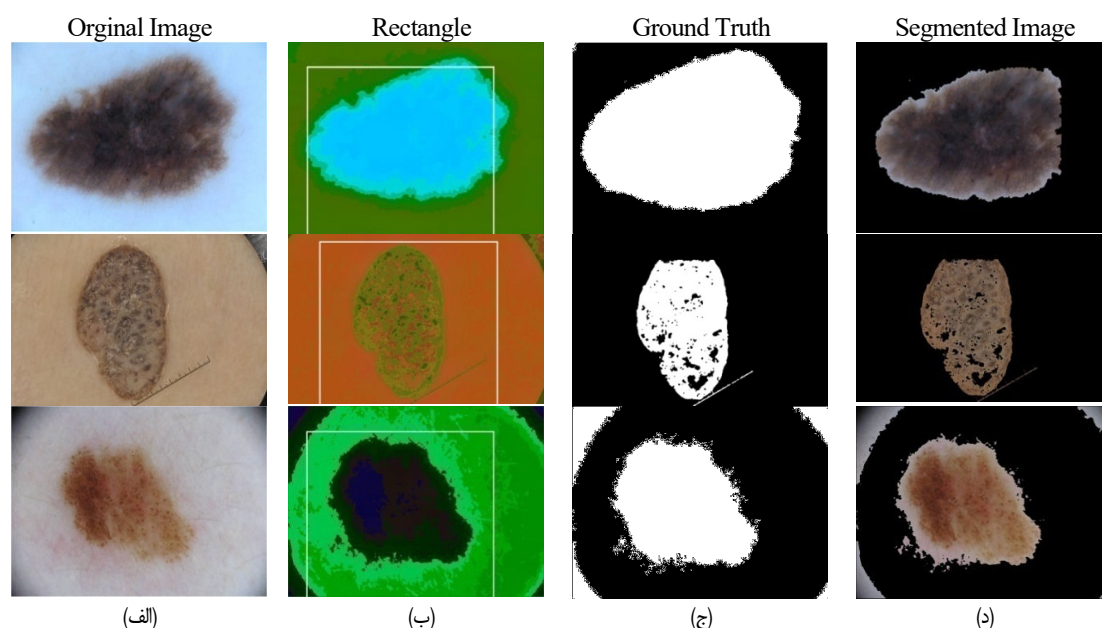 Orginal Image Rectangle Ground Truth Segmented Image
(الف) (ب) (ج) (د)